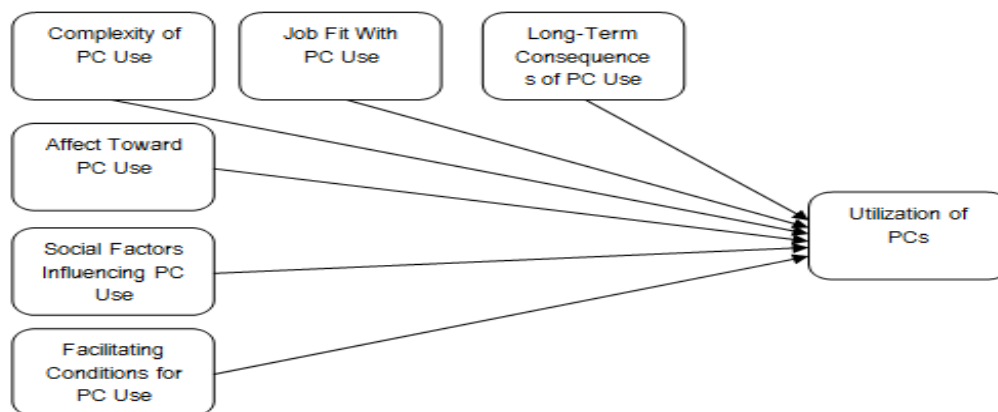 Complexity of
PC Use
Job Fit With
PC Use
Long-Term
Consequence
s of PC Use
Affect Toward
PC Use
Utilization of
PCs
Social Factors
Influencing PC
Use
Facilitating
Conditions for
PC Use